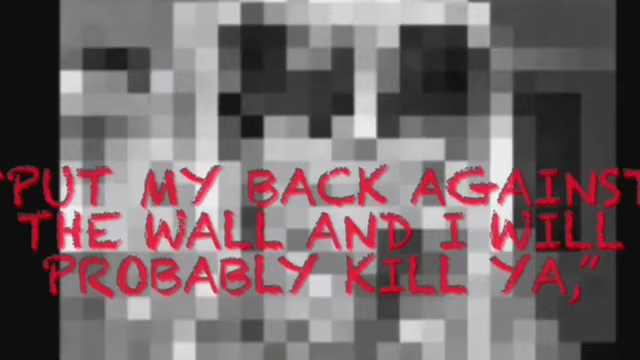 “PUT MY BACK AGAINST
THE WALL AND I WILL
PROBABLY KILL YA,”